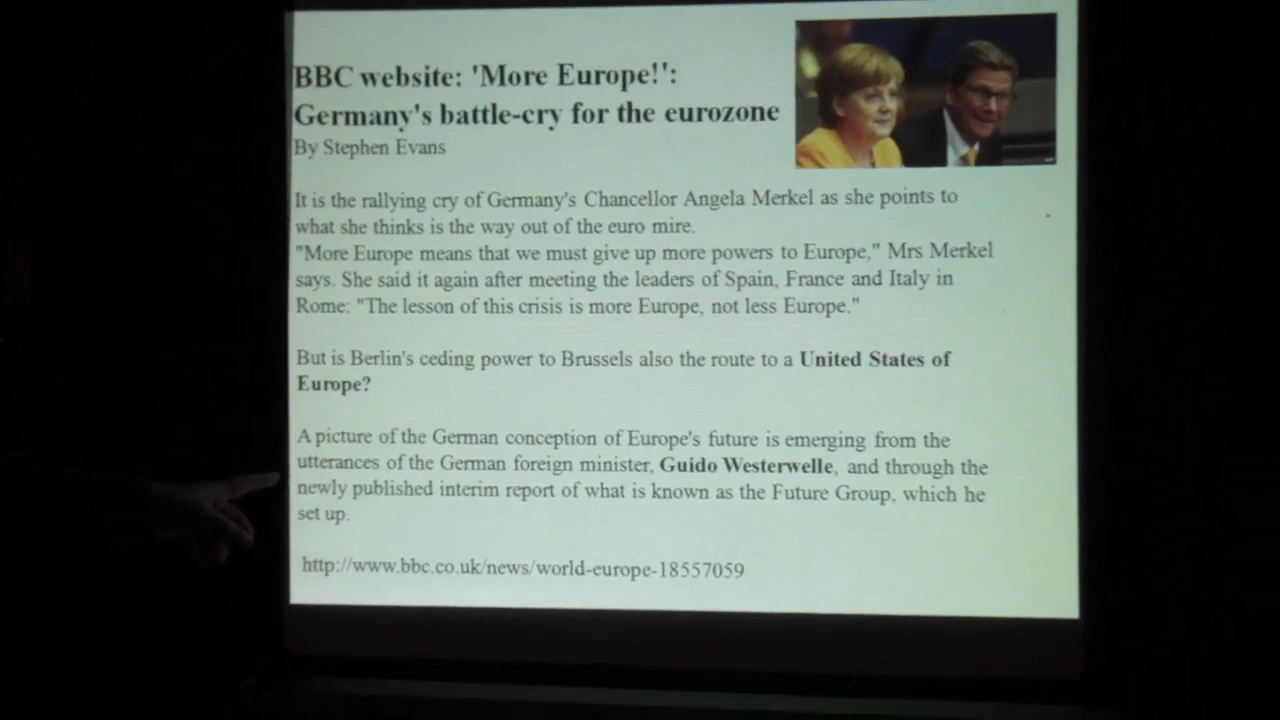 BBC website: 'More Europe!':
Germany's battle-cry for the eurozone
By Stephen Evans
It is the rallying cry of Germany's Chancellor Angela Merkel as she points to
what she thinks is the way out of the euro mire.
"More Europe means that we must give up more powers to Europe," Mrs Merkel
says. She said it again after meeting the leaders of Spain, France and Italy in
Rome: "The lesson of this crisis is more Europe, not less Europe."
But is Berlin's ceding power to Brussels also the route to a United States of
Europe?
A picture of the German conception of Europe's future is emerging from the
utterances of the German foreign minister, Guido Westerwelle, and through the
newly published interim report of what is known as the Future Group, which he
set up.
http://www.bbc.co.uk/news/world-europe-18557059